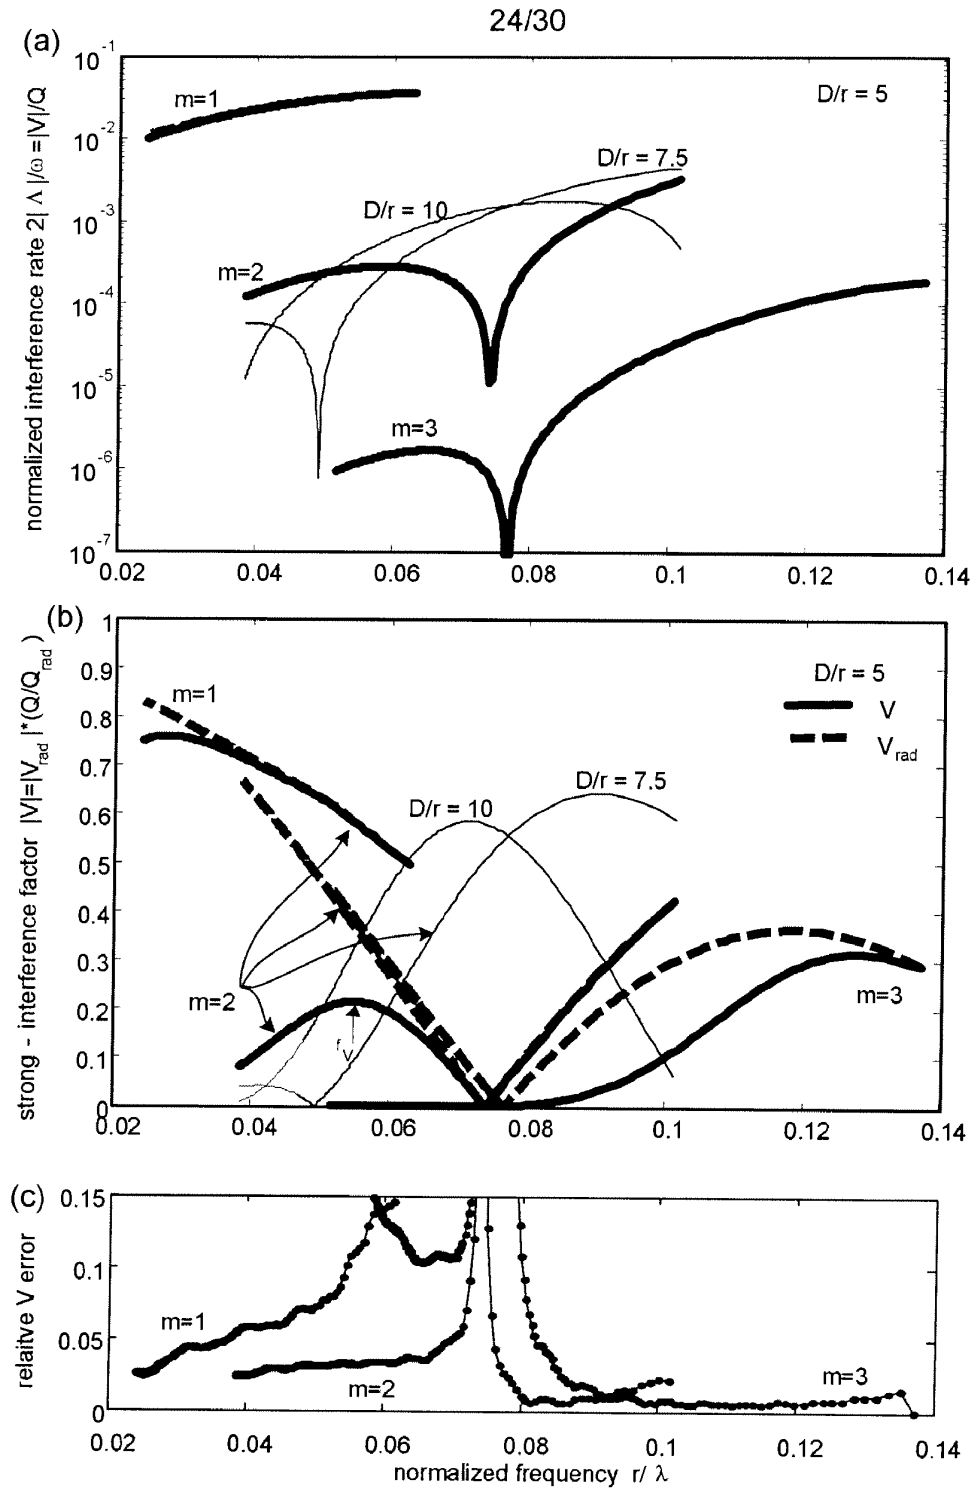 24/30
(a)
normalized interference rate 2| Λ |/ω =|V|/Q
10-1
10-2
10-3
10-4
10-5
10-6
10-7
m=1
D/r = 5
D/r = 7.5
D/r = 10
m=2
m=3
0.02 0.04 0.06 0.08 0.1 0.12 0.14
(b)
strong - interference factor |V|=|Vrad |*(Q/Qrad )
1
0.9
0.8
0.7
0.6
0.5
0.4
0.3
0.2
0.1
0
m=1
D/r = 5
V
Vrad
D/r = 7.5
D/r = 10
m=2
fV
m=3
0.02 0.04 0.06 0.08 0.1 0.12 0.14
(c)
relaitve V error
0.15
0.1
0.05
0
m=1
m=2
m=3
0.02 0.04 0.06 0.08 0.1 0.12 0.14
normalized frequency r/ λ